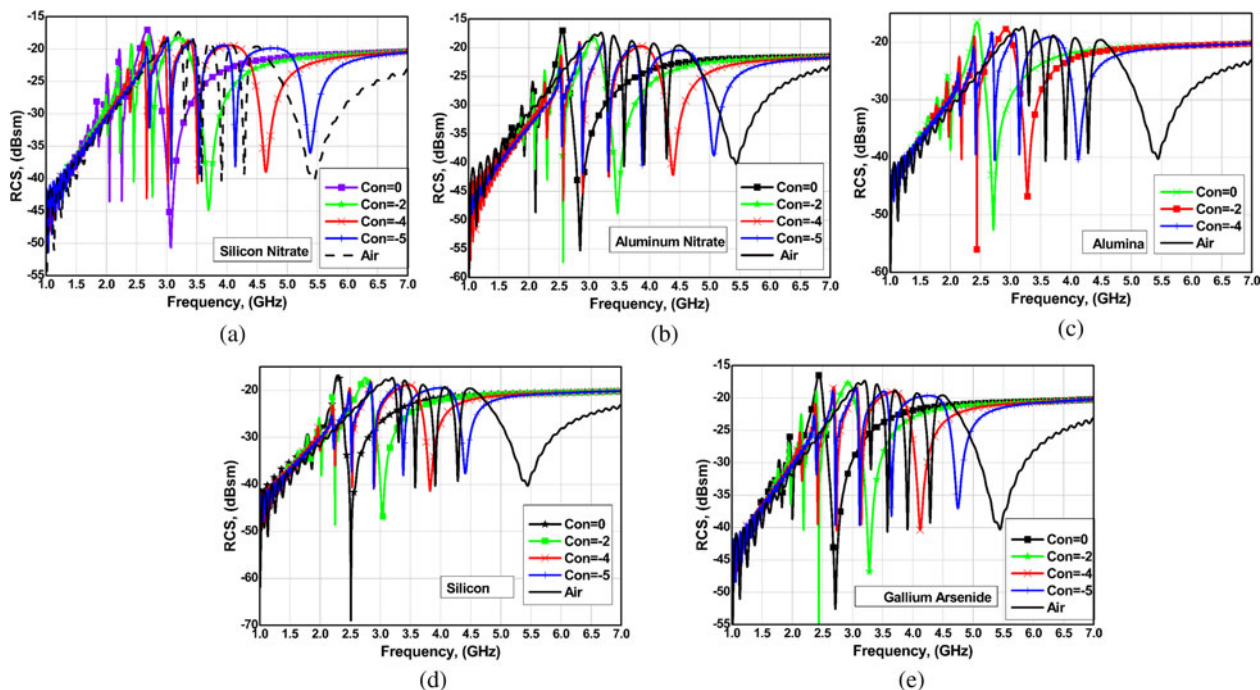 -15
-20
-25
-30
-35
-40
-45
-50
-55
RCS, (dBsm)
Con=0
Con=-2
Con=-4
Con=-5
Air
Silicon Nitrate
1.0 1.5 2.0 2.5 3.0 3.5 4.0 4.5 5.0 5.5 6.0 6.5 7.0
Frequency, (GHz)
(a)
-15
-20
-25
-30
-35
-40
-45
-50
-55
-60
RCS, (dBsm)
Con=0
Con=-2
Con=-4
Con=-5
Air
Aluminum Nitrate
1.0 1.5 2.0 2.5 3.0 3.5 4.0 4.5 5.0 5.5 6.0 6.5 7.0
Frequency, (GHz)
(b)
-20
-30
-40
-50
-60
RCS, (dBsm)
Con=0
Con=-2
Con=-4
Air
Alumina
1.0 1.5 2.0 2.5 3.0 3.5 4.0 4.5 5.0 5.5 6.0 6.5 7.0
Frequency, (GHz)
(c)
-20
-30
-40
-50
-60
-70
RCS, (dBsm)
Con=0
Con=-2
Con=-4
Con=-5
Air
Silicon
1.0 1.5 2.0 2.5 3.0 3.5 4.0 4.5 5.0 5.5 6.0 6.5 7.0
Frequency, (GHz)
(d)
-15
-20
-25
-30
-35
-40
-45
-50
-55
RCS, (dBsm)
Con=0
Con=-2
Con=-4
Con=-5
Air
Gallium Arsenide
1.0 1.5 2.0 2.5 3.0 3.5 4.0 4.5 5.0 5.5 6.0 6.5 7.0
Frequency, (GHz)
(e)